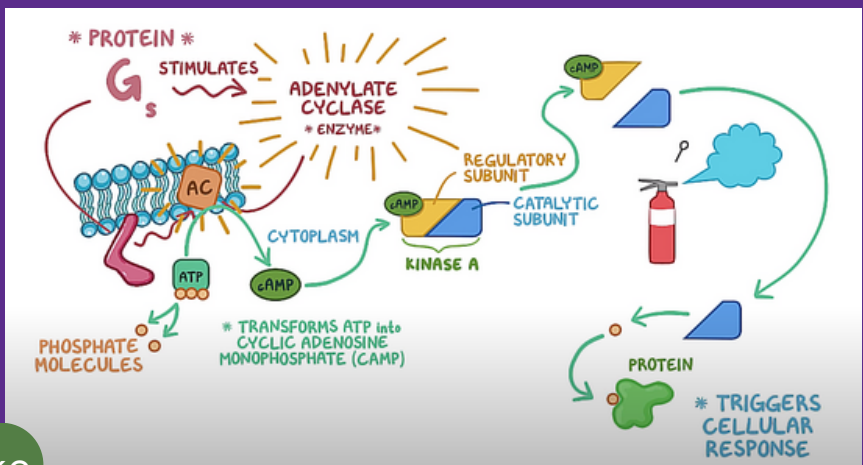 * PROTEIN *
Gs
STIMULATES
ADENYLATE
CYCLASE
* ENZYME *
AC
ATP
PHOSPHATE
MOLECULES
CYTOPLASM
cAMP
* TRANSFORMS ATP into
CYCLIC ADENOSINE
MONOPHOSPHATE (CAMP)
cAMP
REGULATORY
SUBUNIT
CATALYTIC
SUBUNIT
KINASE A
cAMP
PROTEIN
* TRIGGERS
CELLULAR
RESPONSE